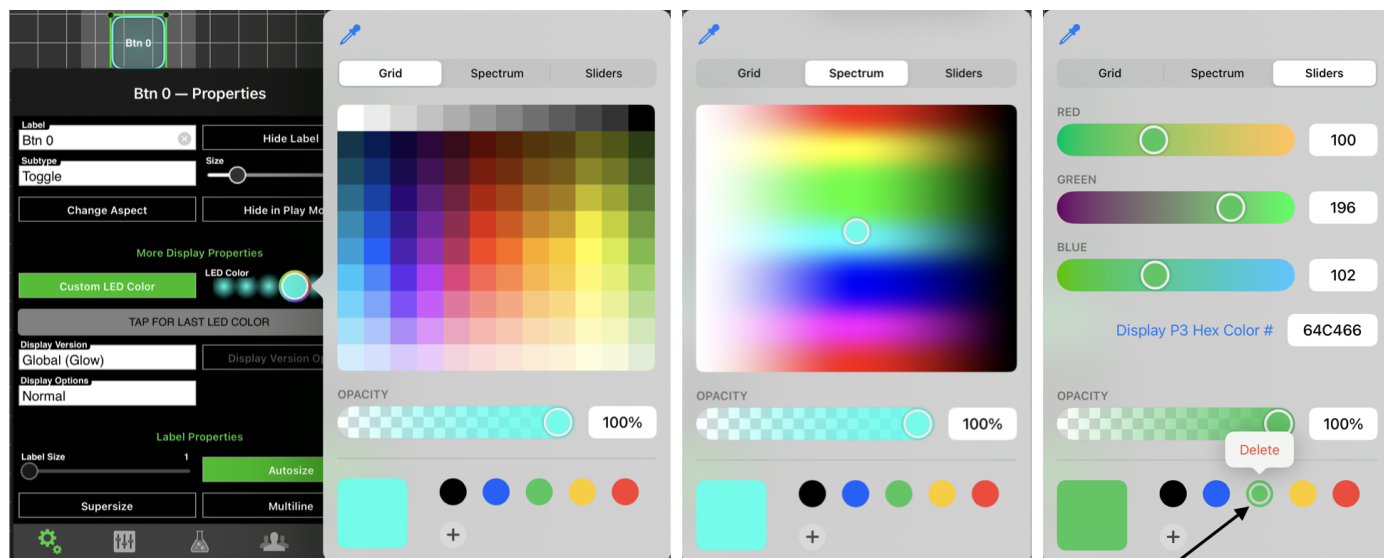 Btn 0
Btn 0 — Properties
Label
Btn 0
Hide Label
Subtype
Toggle
Size
Change Aspect
Hide in Play Mo
More Display Properties
Custom LED Color
LED Color
TAP FOR LAST LED COLOR
Display Version
Global (Glow)
Display Version Op
Display Options
Normal
Label Properties
Label Size
1
Autosize
Supersize
Multiline
Grid
Spectrum
Sliders
OPACITY
100%
+
Grid
Spectrum
Sliders
OPACITY
100%
+
Grid
Spectrum
Sliders
RED
100
GREEN
196
BLUE
102
Display P3 Hex Color #
64C466
OPACITY
100%
Delete
+